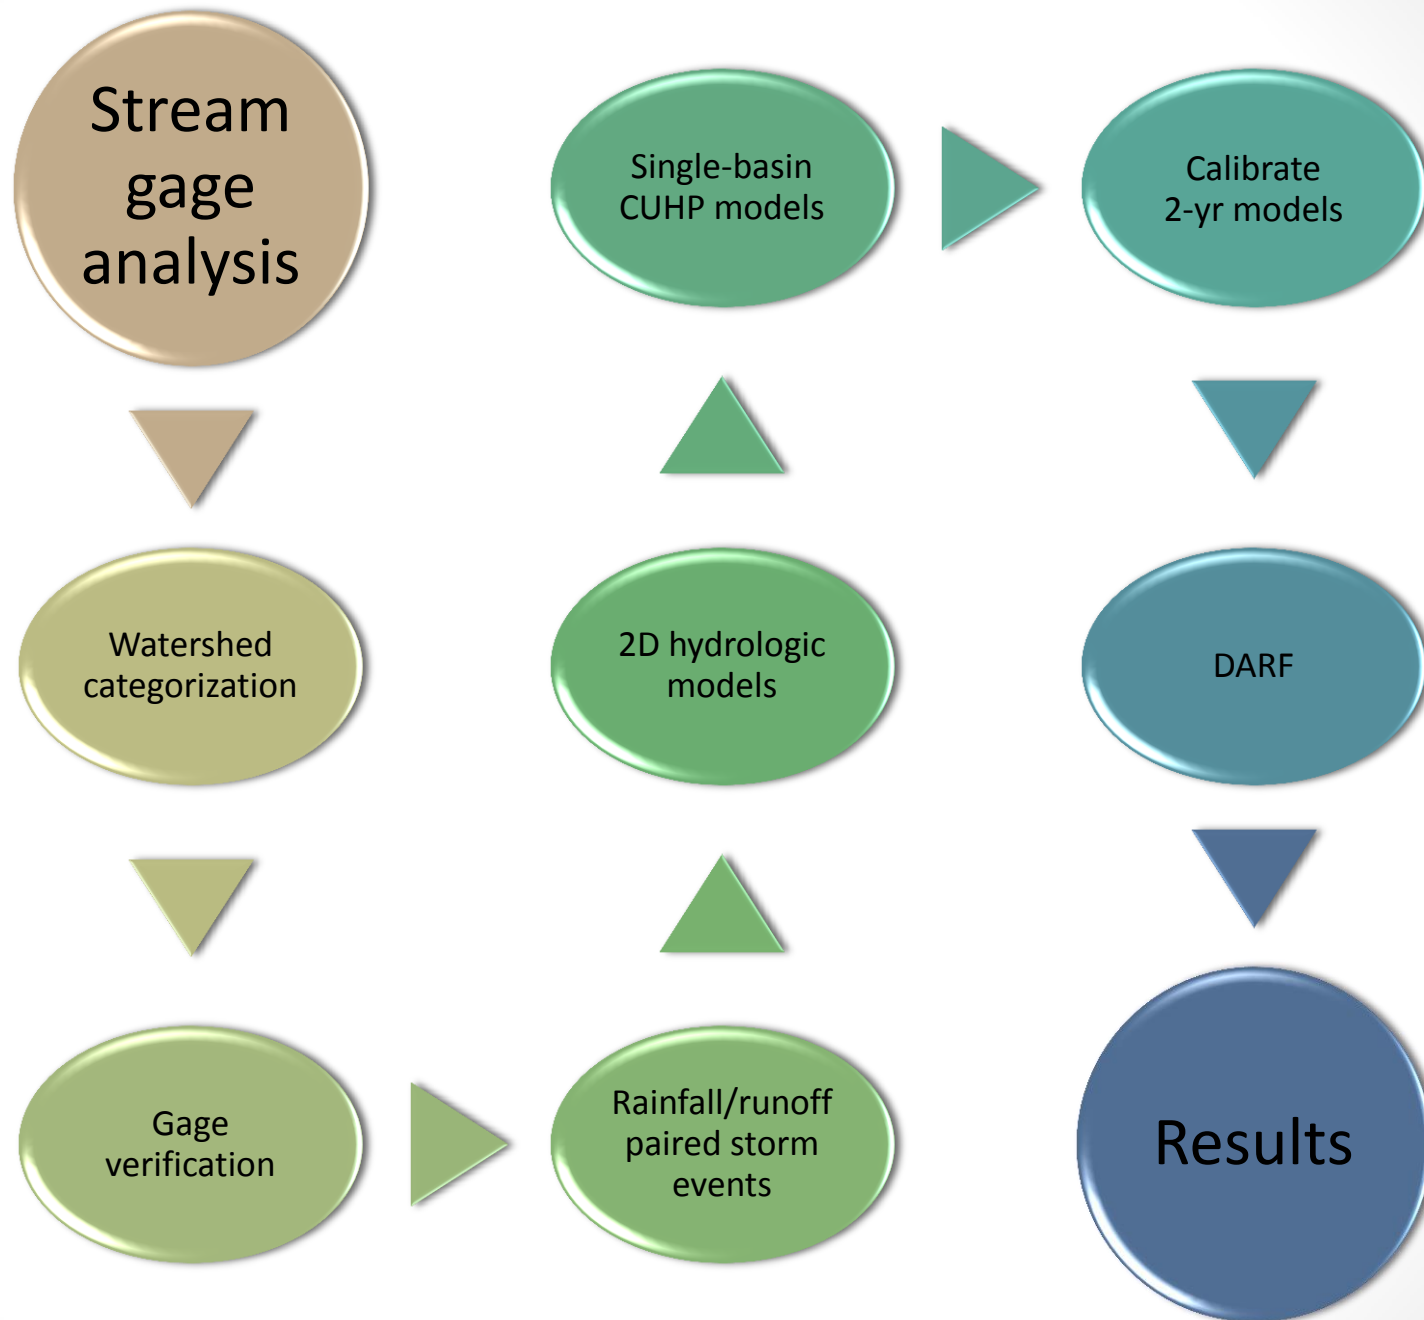 Stream
gage
analysis
Watershed
categorization
Gage
verification
Rainfall/runoff
paired storm
events
2D hydrologic
models
Single-basin
CUHP models
Calibrate
2-yr models
DARF
Results